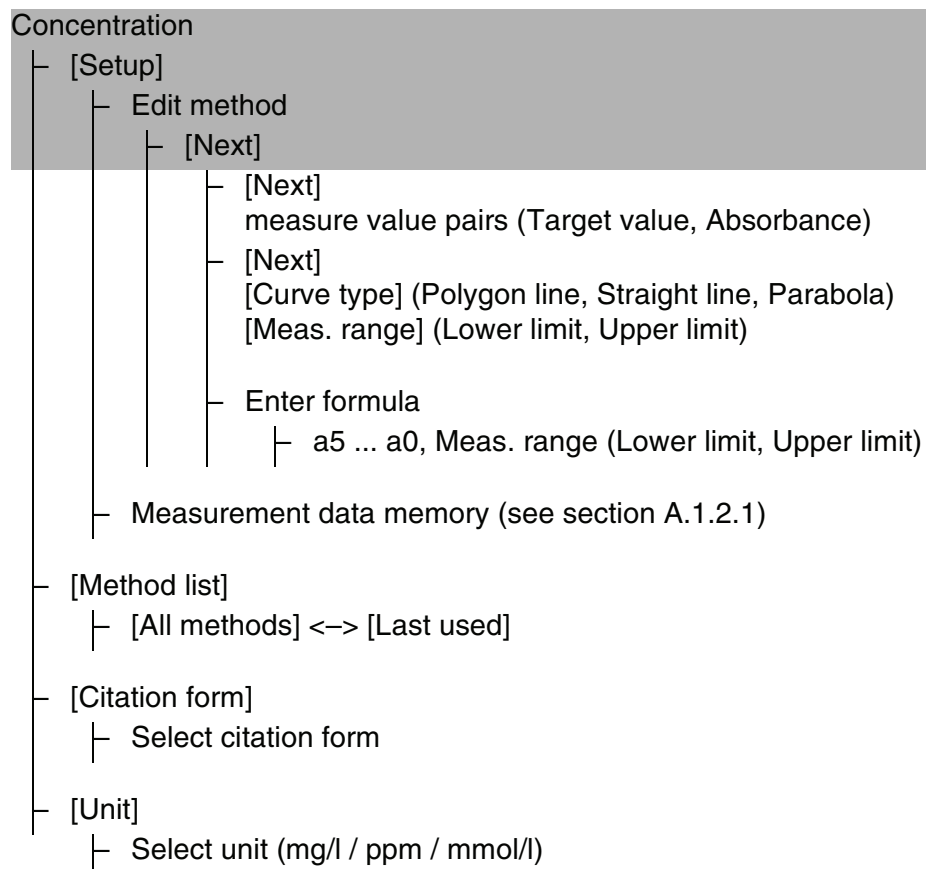 Concentration
[Setup]
Edit method
[Next]
[Next]
measure value pairs (Target value, Absorbance)
[Next]
[Curve type] (Polygon line, Straight line, Parabola)
[Meas. range] (Lower limit, Upper limit)
Enter formula
a5 ... a0, Meas. range (Lower limit, Upper limit)
Measurement data memory (see section A.1.2.1)
[Method list]
[All methods] <–> [Last used]
[Citation form]
Select citation form
[Unit]
Select unit (mg/l / ppm / mmol/l)